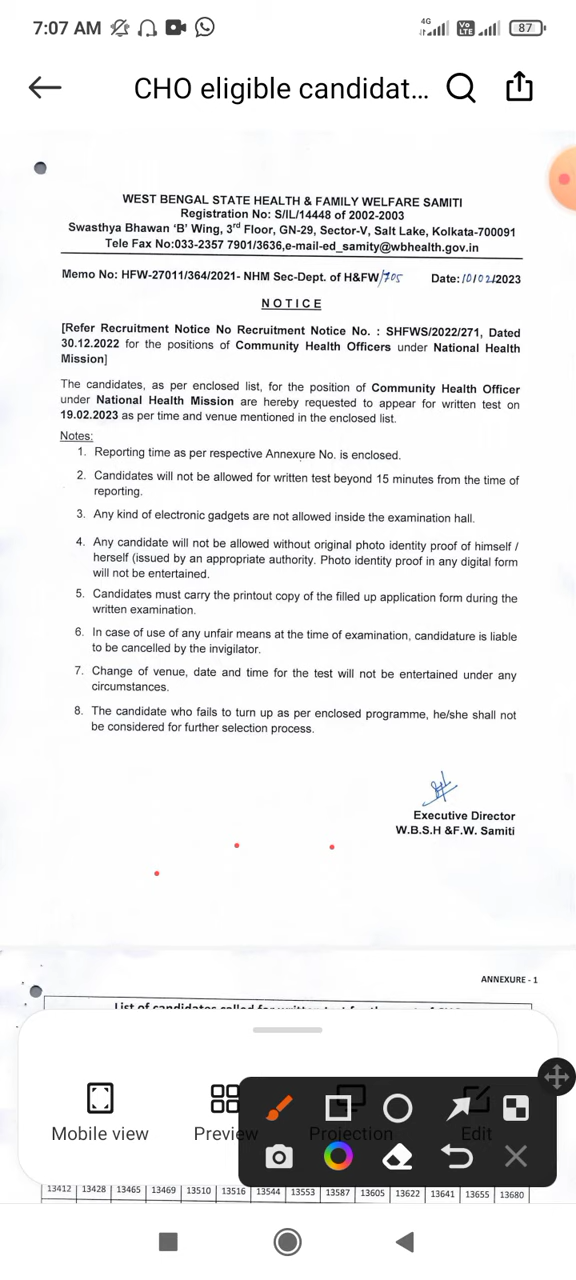 7:07 AM
4G
Vo LTE
87
CHO eligible candidat...
WEST BENGAL STATE HEALTH & FAMILY WELFARE SAMITI
Registration No: S/IL/14448 of 2002-2003
Swasthya Bhawan ‘B’ Wing, 3rd Floor, GN-29, Sector-V, Salt Lake, Kolkata-700091
Tele Fax No:033-2357 7901/3636,e-mail-ed_samity@wbhealth.gov.in
Memo No: HFW-27011/364/2021- NHM Sec-Dept. of H&FW/705 Date:10/02/2023
NOTICE
[Refer Recruitment Notice No Recruitment Notice No. : SHFWS/2022/271, Dated
30.12.2022 for the positions of Community Health Officers under National Health
Mission]
The candidates, as per enclosed list, for the position of Community Health Officer
under National Health Mission are hereby requested to appear for written test on
19.02.2023 as per time and venue mentioned in the enclosed list.
Notes:
1. Reporting time as per respective Annexure No. is enclosed.
2. Candidates will not be allowed for written test beyond 15 minutes from the time of
reporting.
3. Any kind of electronic gadgets are not allowed inside the examination hall.
4. Any candidate will not be allowed without original photo identity proof of himself /
herself (issued by an appropriate authority. Photo identity proof in any digital form
will not be entertained.
5. Candidates must carry the printout copy of the filled up application form during the
written examination.
6. In case of use of any unfair means at the time of examination, candidature is liable
to be cancelled by the invigilator.
7. Change of venue, date and time for the test will not be entertained under any
circumstances.
8. The candidate who fails to turn up as per enclosed programme, he/she shall not
be considered for further selection process.
Executive Director
W.B.S.H &F.W. Samiti
ANNEXURE - 1
List of candidates called for written test for the
Mobile view
Preview
Projection
Edit
13412 13428 13465 13469 13510 13516 13544 13553 13587 13605 13622 13641 13655 13680